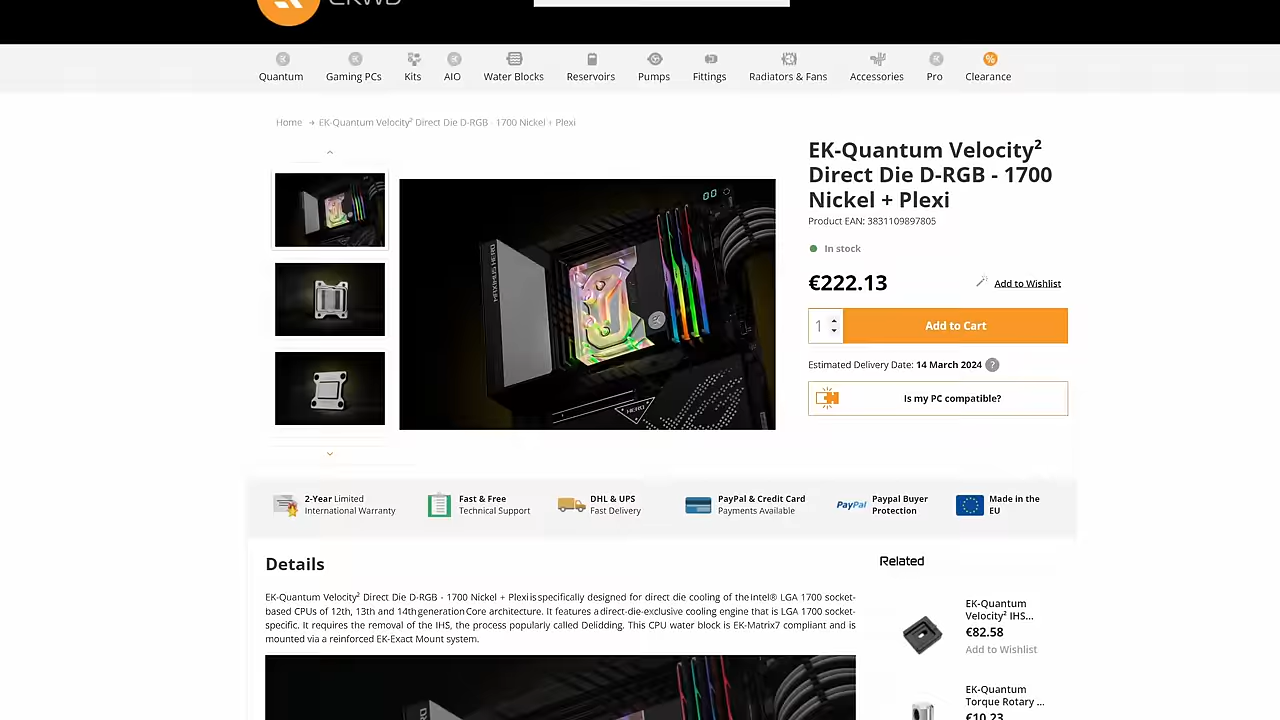 Quantum
Gaming PCs
Kits
AIO
Water Blocks
Reservoirs
Pumps
Fittings
Radiators & Fans
Accessories
Pro
Clearance
Home → EK-Quantum Velocity² Direct Die D-RGB - 1700 Nickel + Plexi
EK-Quantum Velocity²
Direct Die D-RGB - 1700
Nickel + Plexi
Product EAN: 3831109897805
In stock
€222.13
Add to Wishlist
1
Add to Cart
Estimated Delivery Date: 14 March 2024 ?
Is my PC compatible?
MAXIMUS HERO
HERO
2-Year Limited
International Warranty
Fast & Free
Technical Support
DHL & UPS
Fast Delivery
PayPal & Credit Card
Payments Available
PayPal
Paypal Buyer
Protection
Made in the
EU
Details
EK-Quantum Velocity² Direct Die D-RGB - 1700 Nickel + Plexi is specifically designed for direct die cooling of the Intel® LGA 1700 socket-
based CPUs of 12th, 13th and 14th generation Core architecture. It features a direct-die-exclusive cooling engine that is LGA 1700 socket-
specific. It requires the removal of the IHS, the process popularly called Delidding. This CPU water block is EK-Matrix7 compliant and is
mounted via a reinforced EK-Exact Mount system.
Related
EK-Quantum
Velocity² IHS...
€82.58
Add to Wishlist
EK-Quantum
Torque Rotary ...
€10.23